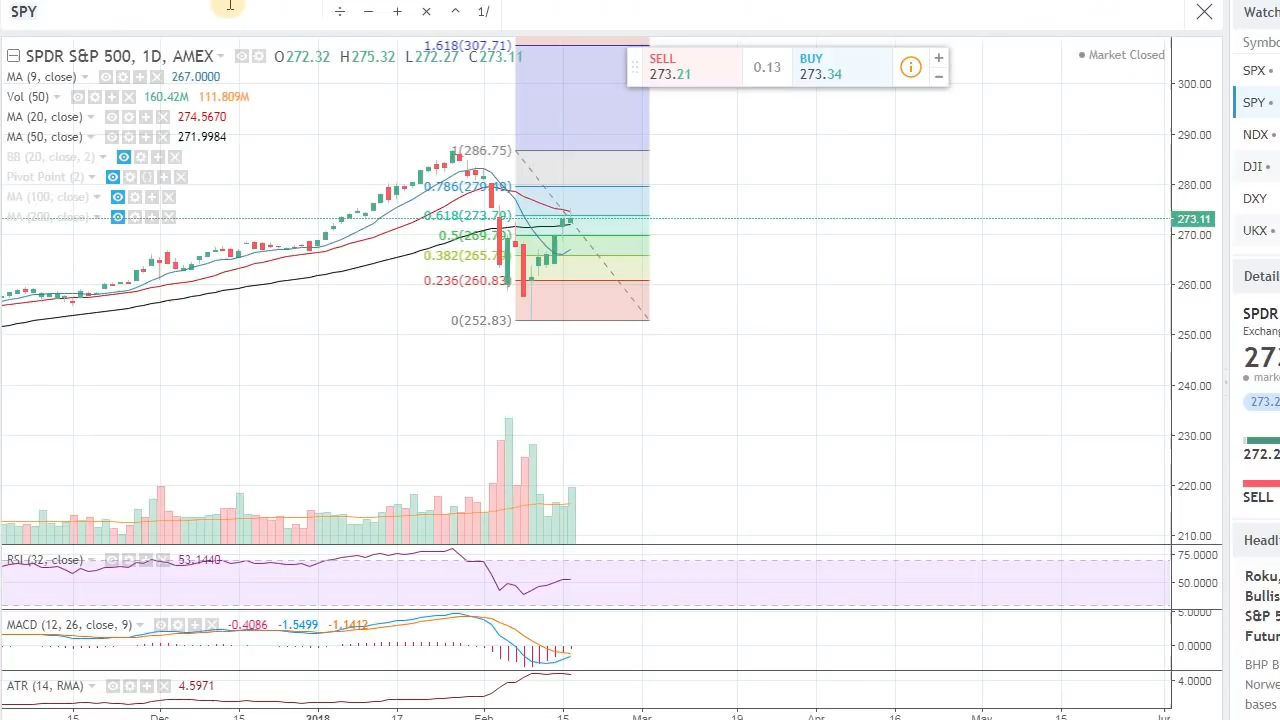 SPY
÷ − + × ^ 1/
Watch
SPDR S&P 500, 1D, AMEX O272.32 H275.32 L272.27 C273.11
MA (9, close) 267.0000
Vol (50) 160.42M 111.809M
MA (20, close) 274.5670
MA (50, close) 271.9984
BB (20, close, 2)
Pivot Point (2)
MA (100, close)
MA (200, close)
1.618(307.71)
1(286.75)
0.786(279.49)
0.618(273.79)
0.5(269.79)
0.382(265.79)
0.236(260.83)
0(252.83)
SELL
273.21
0.13
BUY
273.34
Market Closed
300.00
290.00
280.00
273.11
270.00
260.00
250.00
240.00
230.00
220.00
210.00
RSI (32, close) 53.1440
75.0000
50.0000
MACD (12, 26, close, 9) -0.4086 -1.5499 -1.1412
5.0000
0.0000
ATR (14, RMA) 4.5971
4.0000
15 Dec 15 2018 17 Feb 15 Mar 19 Apr 16 May 15 Jun
Symbo
SPX
SPY
NDX
DJI
DXY
UKX
Detail
SPDR
Exchang
273
marke
273.2
272.2
SELL
Headli
Roku,
Bullis
S&P 5
Futur
BHP B
Norwe
bases